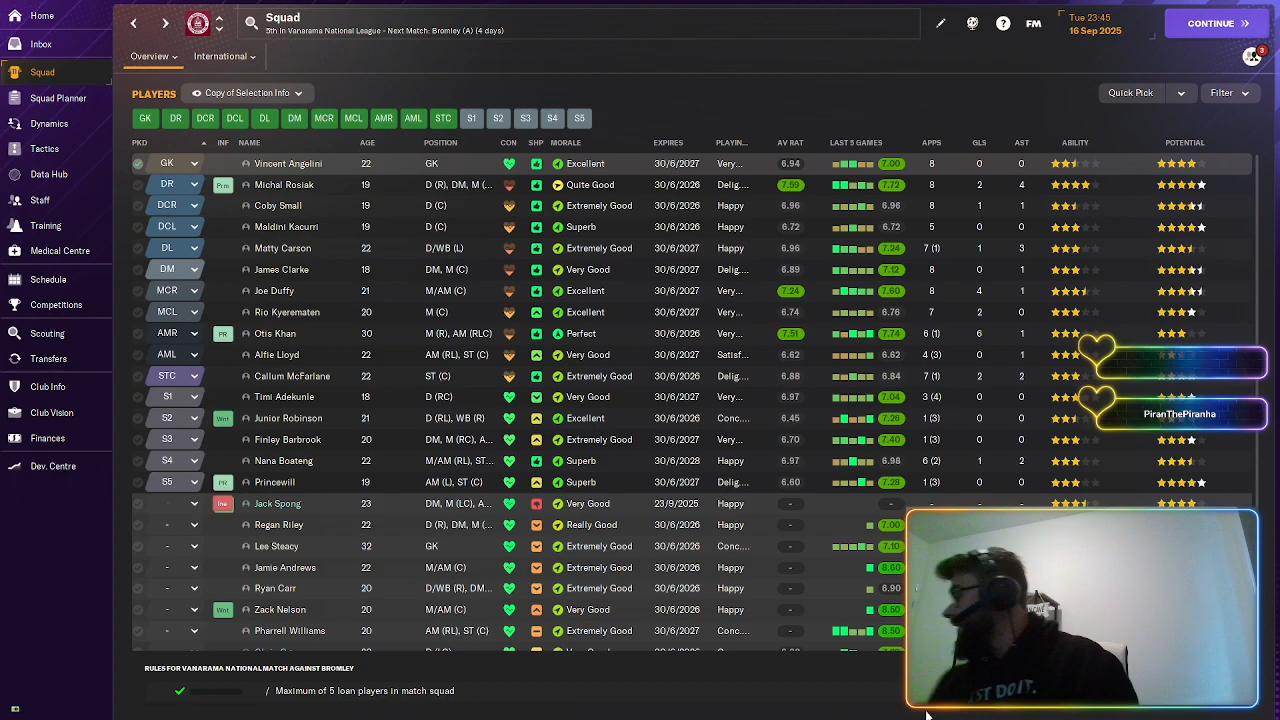 Home
Squad
5th in Vanarama National League - Next Match: Bromley (A) (4 days)
FM
Tue 23:45
16 Sep 2025
CONTINUE
Inbox
3
Overview
International
Squad
PLAYERS
Copy of Selection Info
Quick Pick
Filter
Squad Planner
GK DR DCR DCL DL DM MCR MCL AMR AML STC S1 S2 S3 S4 S5
Dynamics
PKD INF NAME AGE POSITION CON SHP MORALE EXPIRES PLAYIN... AV RAT LAST 5 GAMES APPS GLS AST ABILITY POTENTIAL
Tactics
GK Vincent Angelini 22 GK Excellent 30/6/2027 Very... 6.94 7.00 8 0 0
Data Hub
DR Prm Michal Rosiak 19 D (R), DM, M (... Quite Good 30/6/2026 Delig... 7.59 7.72 8 2 4
Staff
DCR Coby Small 19 D (C) Extremely Good 30/6/2026 Happy 6.96 6.96 8 1 1
Training
DCL Maldini Kacurri 19 D (C) Superb 30/6/2026 Happy 6.72 6.72 5 0 0
Medical Centre
DL Matty Carson 22 D/WB (L) Extremely Good 30/6/2027 Happy 6.96 7.24 7 (1) 1 3
DM James Clarke 18 DM, M (C) Very Good 30/6/2027 Delig... 6.89 7.12 8 0 1
Schedule
MCR Joe Duffy 21 M/AM (C) Extremely Good 30/6/2028 Happy 7.24 7.60 8 4 1
Competitions
MCL Rio Kyerematen 20 M (C) Excellent 30/6/2026 Happy 6.74 6.76 7 2 0
Scouting
AMR PR Otis Khan 30 M (R), AM (RLC) Perfect 30/6/2026 Very... 7.51 7.74 6 (1) 6 1
Transfers
AML Alfie Lloyd 22 AM (RL), ST (C) Very Good 30/6/2026 Satisf... 6.62 6.62 4 (3) 0 1
STC Callum McFarlane 22 ST (C) Extremely Good 30/6/2027 Delig... 6.88 6.84 7 (1) 2 2
Club Info
S1 Timi Adekunle 18 D (RC) Very Good 30/6/2026 Happy 6.97 7.04 3 (4) 0 0
Club Vision
S2 Wnt Junior Robinson 21 D (RL), WB (R) Excellent 30/6/2026 Conc... 6.45 7.26 1 (3) 0 0
PiranThePiranha
Finances
S3 Finley Barbrook 20 DM, M (RC), A... Very Good 30/6/2026 Happy 6.70 7.40 1 (3) 0 0
S4 Nana Boateng 22 M/AM (RL), ST... Superb 30/6/2028 Happy 6.97 6.98 6 (2) 1 2
Dev. Centre
S5 PR Princewill 19 AM (L), ST (C) Superb 30/6/2027 Delig... 6.60 7.28 1 (3) 0 0
- Ine Jack Spong 23 DM, M (LC), A... Very Good 23/9/2025 Happy - - - - -
- Regan Riley 22 D (R), DM, M (... Really Good 30/6/2026 Happy - 7.00
- Lee Steacy 32 GK Extremely Good 30/6/2026 Conc... - 7.10
- Jamie Andrews 22 M/AM (C) Extremely Good 30/6/2026 Happy - 8.60
- Ryan Carr 20 D/WB (R), DM... Extremely Good 30/6/2026 Happy - 6.90
- Wnt Zack Nelson 20 M/AM (C) Very Good 30/6/2026 Happy - 8.50
- Pharrell Williams 20 AM (RL), ST (C) Extremely Good 30/6/2026 Conc... - 8.50
RULES FOR VANARAMA NATIONAL MATCH AGAINST BROMLEY
/ Maximum of 5 loan players in match squad
JST DO IT.